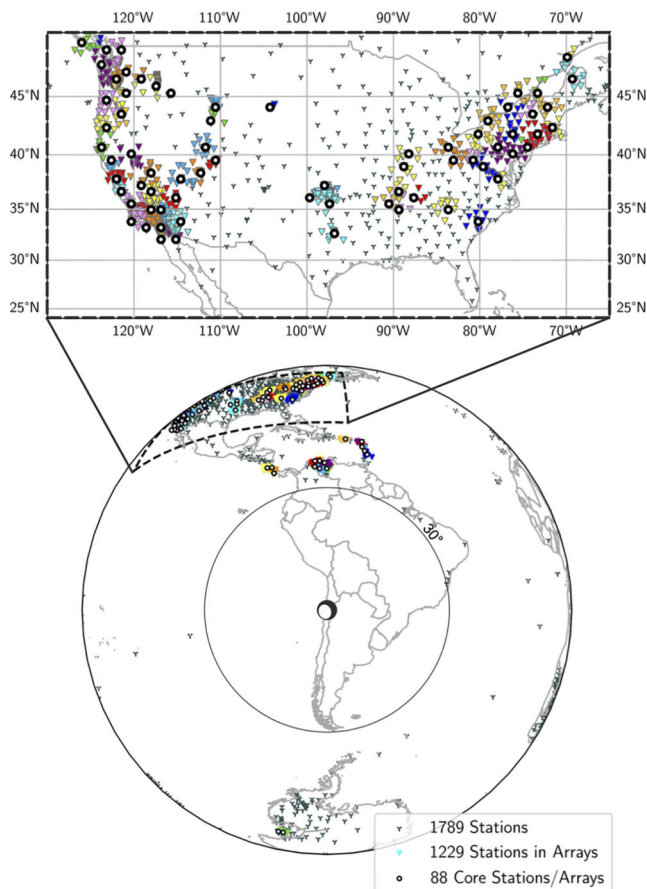 120°W 110°W 100°W 90°W 80°W 70°W
45°N 45°N
40°N 40°N
35°N 35°N
30°N 30°N
25°N 25°N
120°W 110°W 100°W 90°W 80°W 70°W
30°
1789 Stations
1229 Stations in Arrays
88 Core Stations/Arrays